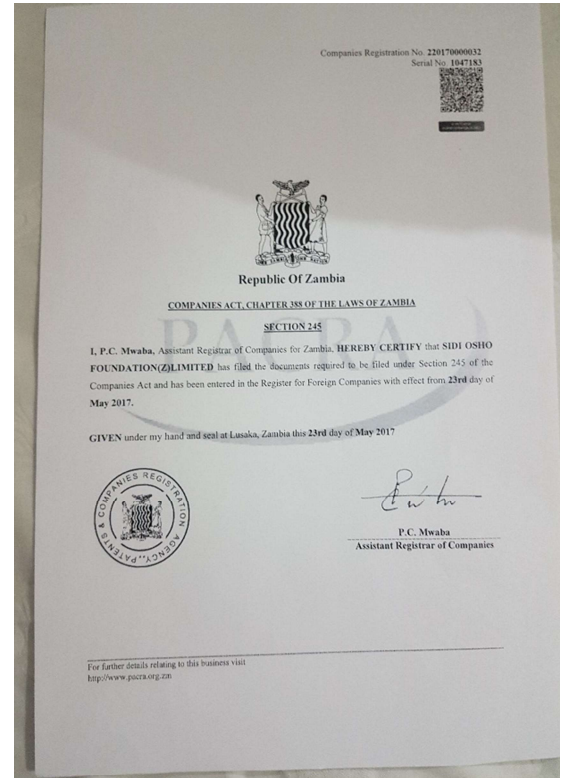 Companies Registration No. 220170000032
Serial No. 1047183
Republic Of Zambia
COMPANIES ACT, CHAPTER 388 OF THE LAWS OF ZAMBIA
SECTION 245
PACRA
I, P.C. Mwaba, Assistant Registrar of Companies for Zambia, HEREBY CERTIFY that SIDI OSHO
FOUNDATION(Z)LIMITED has filed the documents required to be filed under Section 245 of the
Companies Act and has been entered in the Register for Foreign Companies with effect from 23rd day of
May 2017.
GIVEN under my hand and seal at Lusaka, Zambia this 23rd day of May 2017
PATENTS & COMPANIES REGISTRATION AGENCY
P.C. Mwaba
Assistant Registrar of Companies
For further details relating to this business visit
http://www.pacra.org.zm